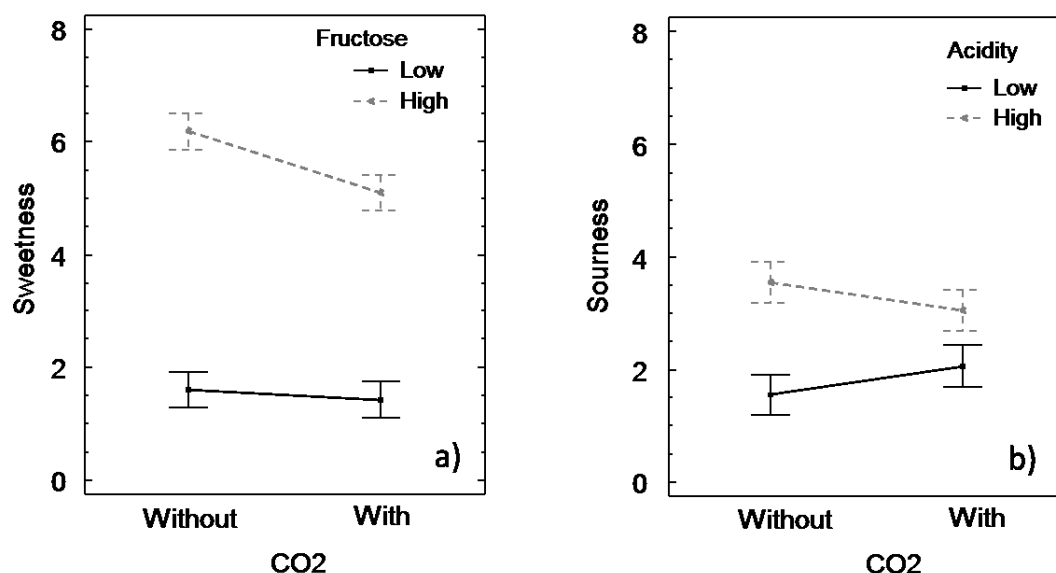 8
6
4
2
0
Sweetness
Fructose
Low
High
a)
Without With
CO2
8
6
4
2
0
Sourness
Acidity
Low
High
b)
Without With
CO2